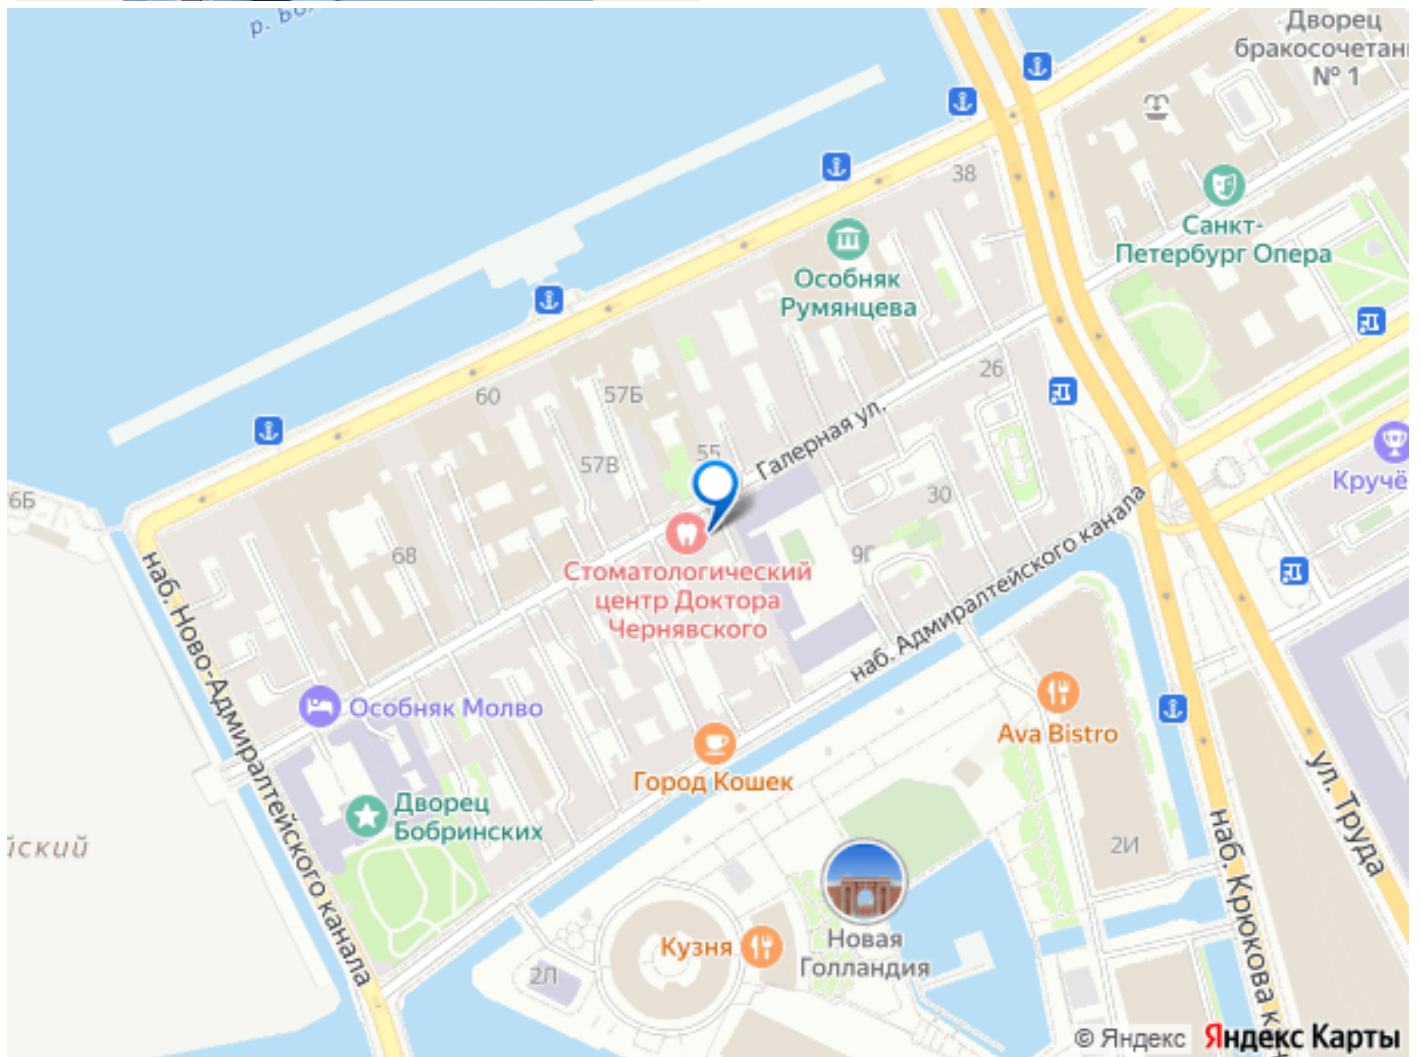 р. Бо
Дворец
бракосочетани
№ 1
38
Санкт-
Петербург Опера
Особняк
Румянцева
26
60
57Б
Галерная ул.
55
57В
Кручё
6Б
30
68
9Г
наб. Адмиралтейского канала
Стоматологический
центр Доктора
Чернявского
наб. Ново-Адмиралтейского канала
Особняк Молво
Ava Bistro
Город Кошек
ул. Труда
Дворец
Бобринских
йский
2И
наб. Крюкова к
Кузня
Новая
Голландия
2Л
© Яндекс Яндекс Карты